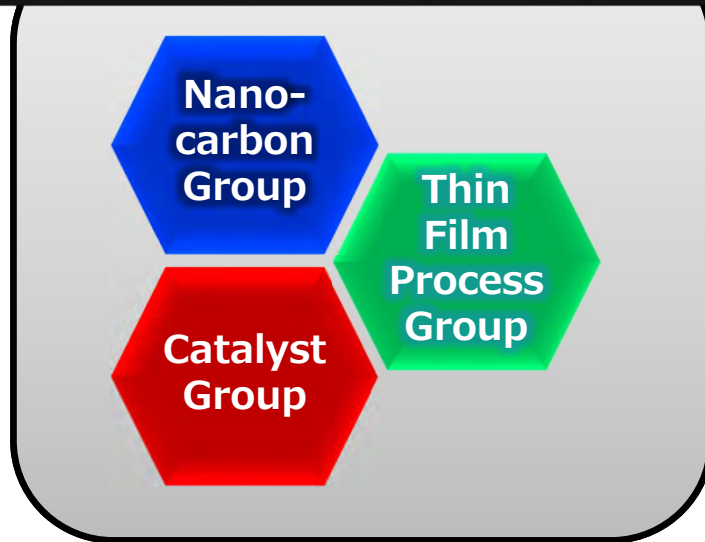 Nano-
carbon
Group
Thin
Film
Process
Group
Catalyst
Group